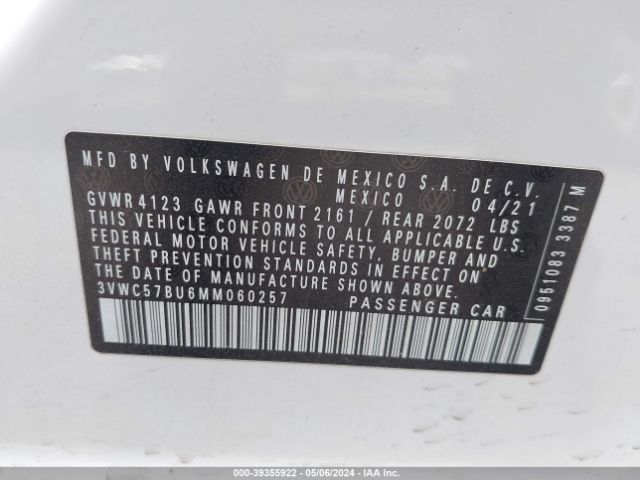 MFD BY VOLKSWAGEN DE MEXICO S.A. DE C.V.
MEXICO 04/21
GVWR 4123 GAWR FRONT 2161 / REAR 2072 LBS
THIS VEHICLE CONFORMS TO ALL APPLICABLE U.S.
FEDERAL MOTOR VEHICLE SAFETY, BUMPER AND
THEFT PREVENTION STANDARDS IN EFFECT ON
THE DATE OF MANUFACTURE SHOWN ABOVE.
3VWC57BU6MM060257 PASSENGER CAR
0951083 3387 M
000-39355922 - 05/06/2024 - IAA Inc.